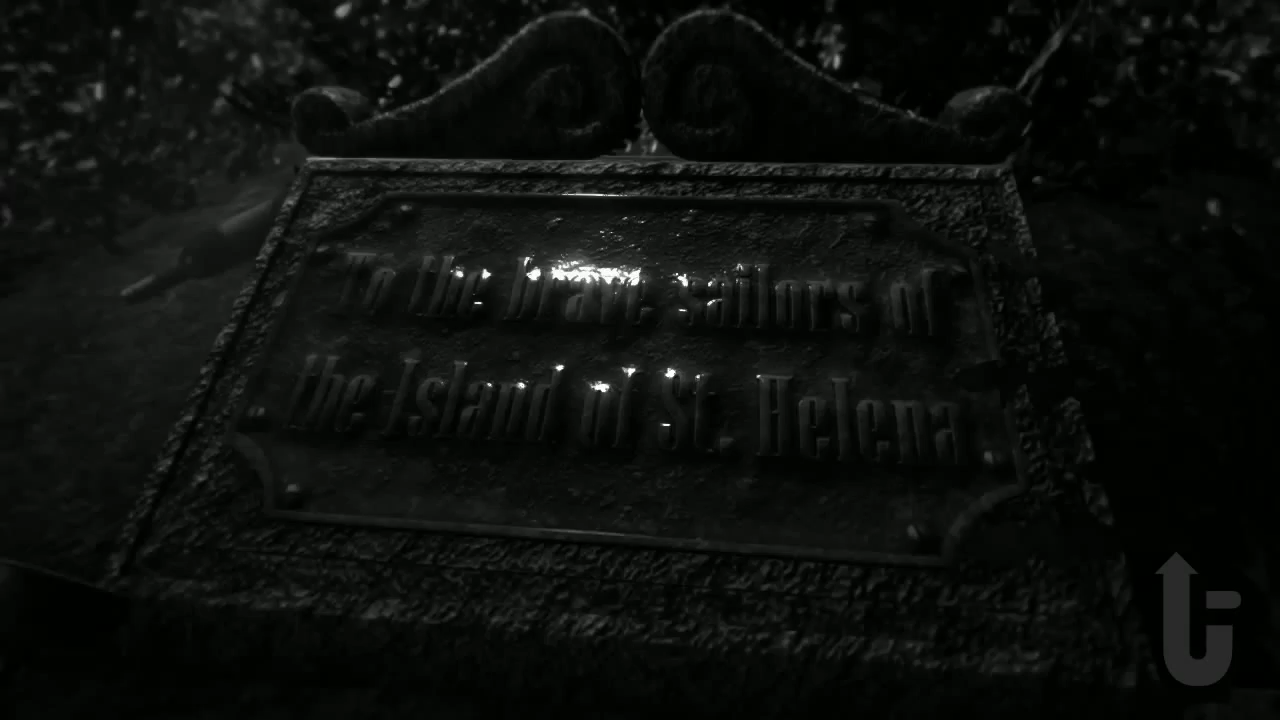 To the brave sailors of
the Island of St. Helena